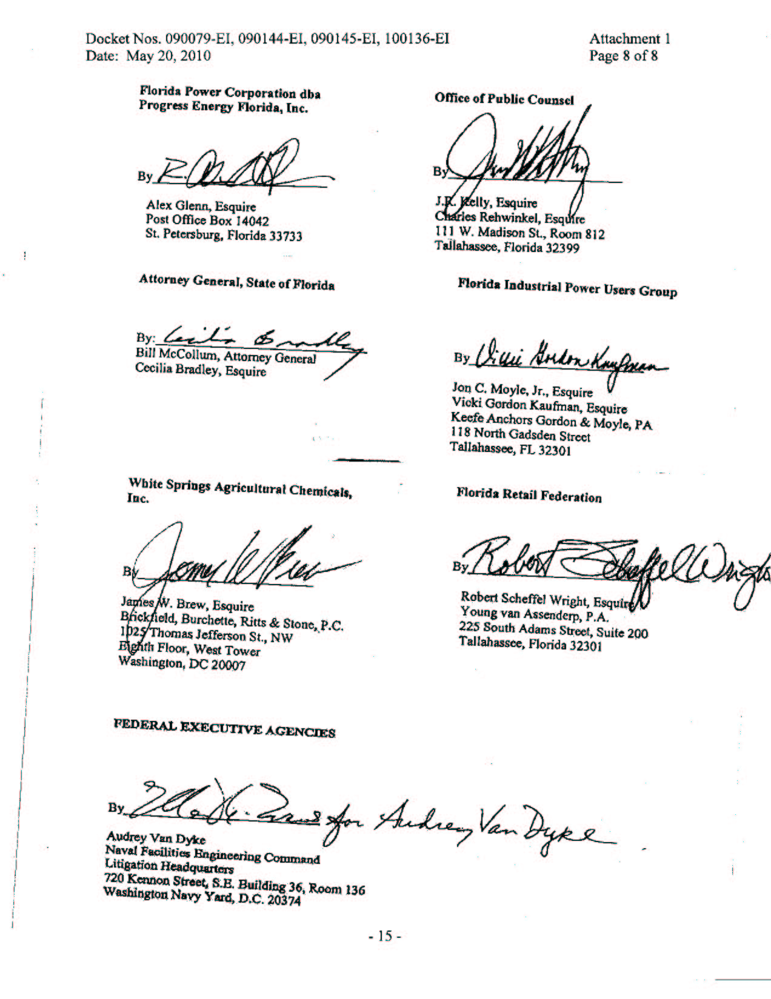 Docket Nos. 090079-EI, 090144-EI, 090145-EI, 100136-EI
Date: May 20, 2010
Attachment 1
Page 8 of 8
Florida Power Corporation dba
Progress Energy Florida, Inc.
By
Alex Glenn, Esquire
Post Office Box 14042
St. Petersburg, Florida 33733
Office of Public Counsel
By
J.R. Kelly, Esquire
Charles Rehwinkel, Esquire
111 W. Madison St., Room 812
Tallahassee, Florida 32399
Attorney General, State of Florida
By: Cecilia Bradley
Bill McCollum, Attorney General
Cecilia Bradley, Esquire
Florida Industrial Power Users Group
By Vicki Gordon Kaufman
Jon C. Moyle, Jr., Esquire
Vicki Gordon Kaufman, Esquire
Keefe Anchors Gordon & Moyle, PA
118 North Gadsden Street
Tallahassee, FL 32301
White Springs Agricultural Chemicals,
Inc.
By James W Brew
James W. Brew, Esquire
Brickfield, Burchette, Ritts & Stone, P.C.
1025 Thomas Jefferson St., NW
Eighth Floor, West Tower
Washington, DC 20007
Florida Retail Federation
By Robert Scheffel Wright
Robert Scheffel Wright, Esquire
Young van Assenderp, P.A.
225 South Adams Street, Suite 200
Tallahassee, Florida 32301
FEDERAL EXECUTIVE AGENCIES
By for Audrey Van Dyke
Audrey Van Dyke
Naval Facilities Engineering Command
Litigation Headquarters
720 Kennon Street, S.E. Building 36, Room 136
Washington Navy Yard, D.C. 20374
- 15 -